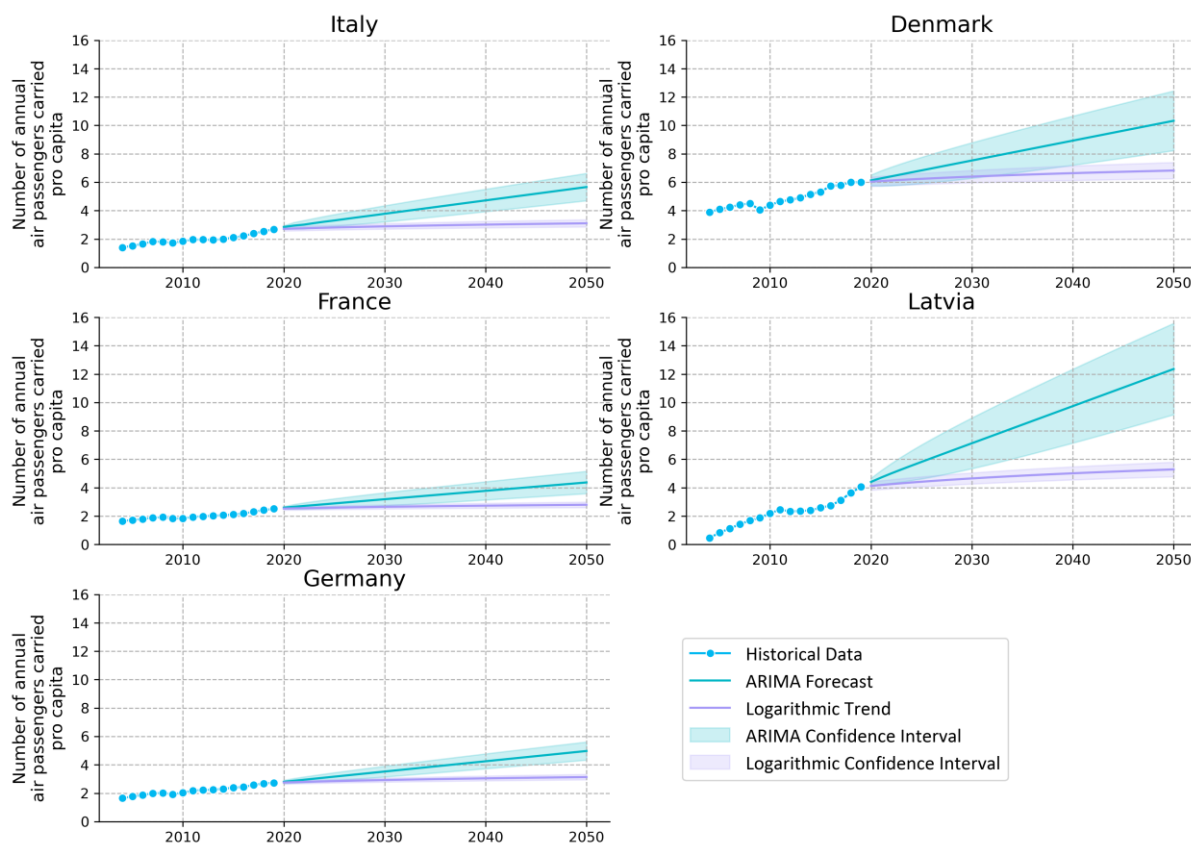 Italy
Number of annual
air passengers carried
pro capita
16
14
12
10
8
6
4
2
0
2010
2020
2030
2040
2050
Denmark
Number of annual
air passengers carried
pro capita
16
14
12
10
8
6
4
2
0
2010
2020
2030
2040
2050
France
Number of annual
air passengers carried
pro capita
16
14
12
10
8
6
4
2
0
2010
2020
2030
2040
2050
Latvia
Number of annual
air passengers carried
pro capita
16
14
12
10
8
6
4
2
0
2010
2020
2030
2040
2050
Germany
Number of annual
air passengers carried
pro capita
16
14
12
10
8
6
4
2
0
2010
2020
2030
2040
2050
Historical Data
ARIMA Forecast
Logarithmic Trend
ARIMA Confidence Interval
Logarithmic Confidence Interval